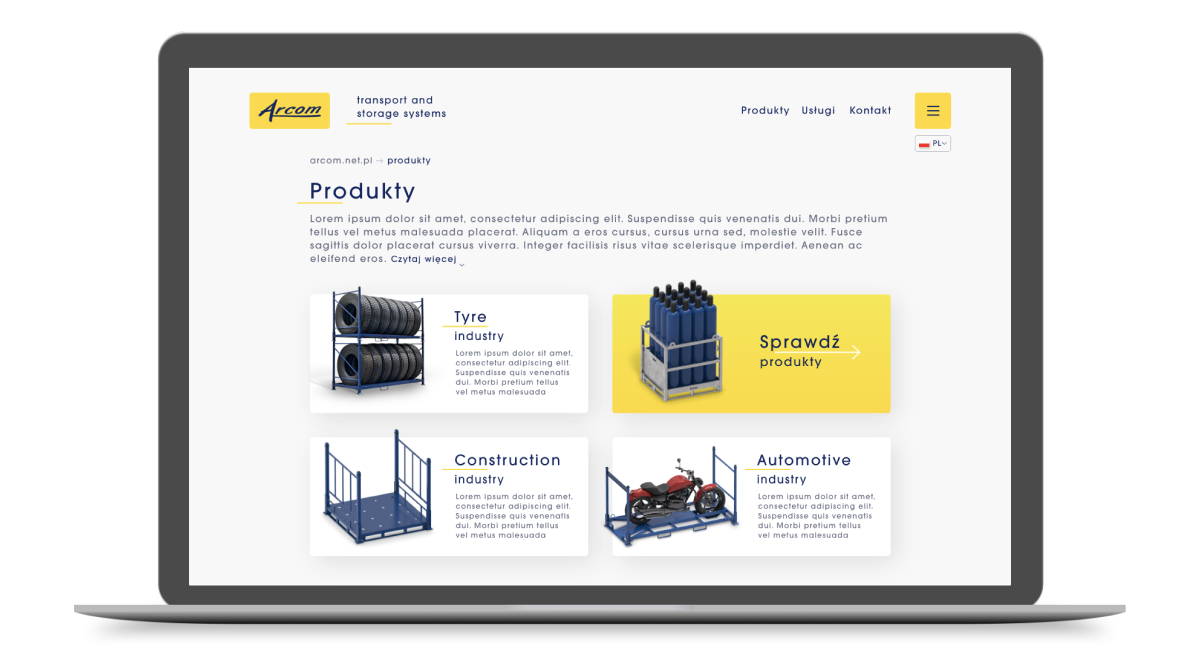 Arcom
transport and
storage systems
Produkty Usługi Kontakt
PL
arcom.net.pl → produkty
Produkty
Lorem ipsum dolor sit amet, consectetur adipiscing elit. Suspendisse quis venenatis dui. Morbi pretium
tellus vel metus malesuada placerat. Aliquam a eros cursus, cursus urna sed, molestie velit. Fusce
sagittis dolor placerat cursus viverra. Integer facilisis risus vitae scelerisque imperdiet. Aenean ac
eleifend eros. Czytaj więcej
Tyre
industry
Lorem ipsum dolor sit amet,
consectetur adipiscing elit.
Suspendisse quis venenatis
dui. Morbi pretium tellus
vel metus malesuada
Sprawdź
produkty
Construction
industry
Lorem ipsum dolor sit amet,
consectetur adipiscing elit.
Suspendisse quis venenatis
dui. Morbi pretium tellus
vel metus malesuada
Automotive
industry
Lorem ipsum dolor sit amet,
consectetur adipiscing elit.
Suspendisse quis venenatis
dui. Morbi pretium tellus
vel metus malesuada